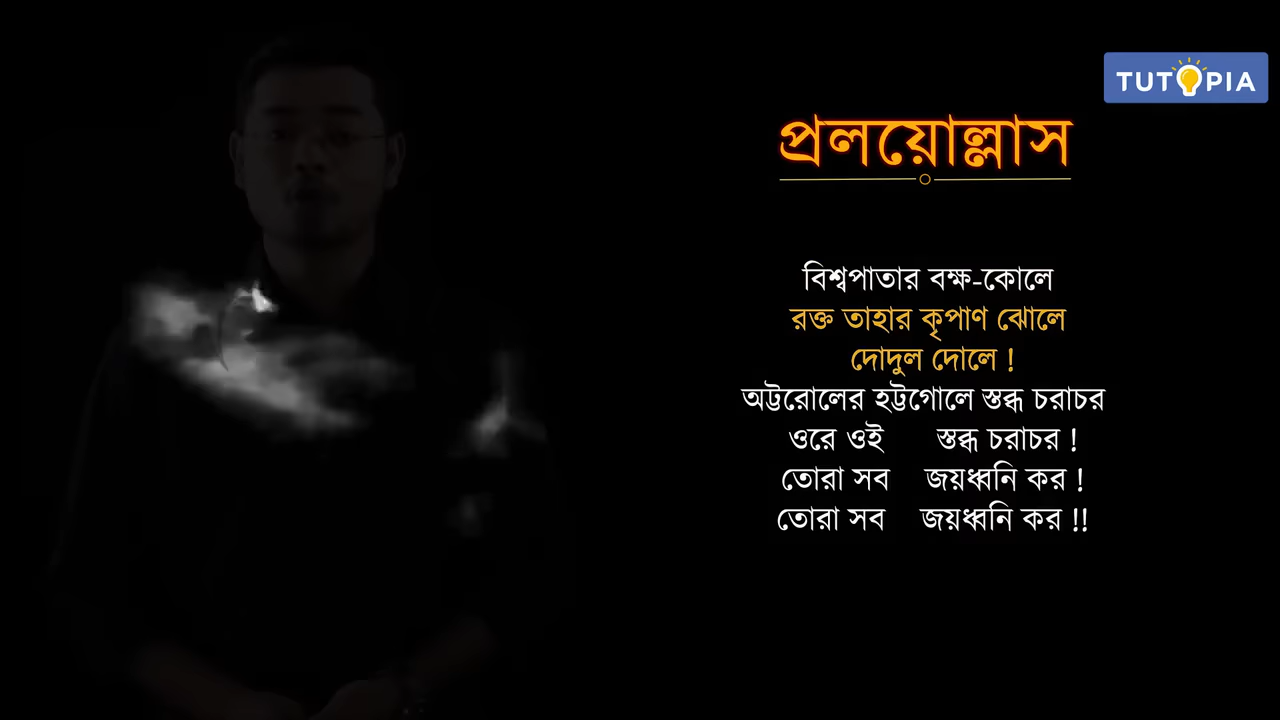 TUTOPIA
প্রলয়োল্লাস
বিশ্বপাতার বক্ষ-কোলে
রক্ত তাহার কৃপাণ ঝোলে
দোদুল দোলে !
অট্টরোলের হট্টগোলে স্তব্ধ চরাচর
ওরে ওই স্তব্ধ চরাচর !
তোরা সব জয়ধ্বনি কর !
তোরা সব জয়ধ্বনি কর !!